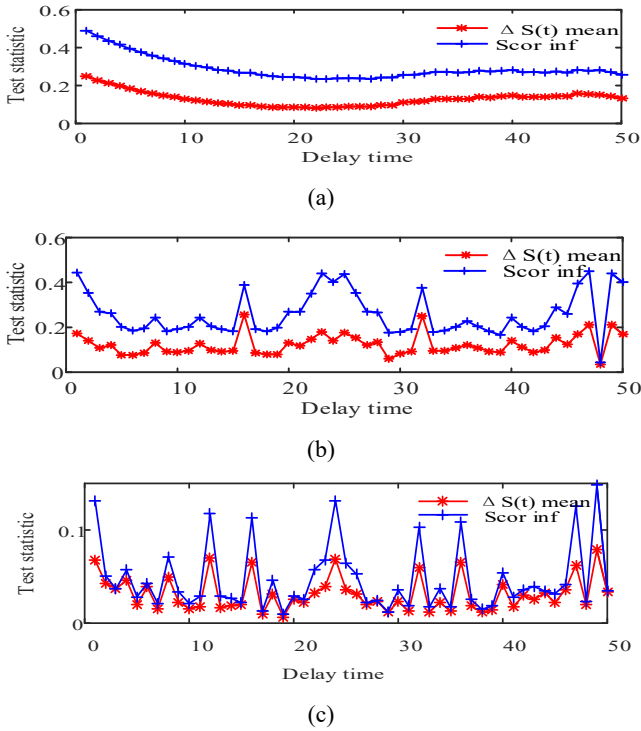 0.6
0.4
0.2
0
Test statistic
Δ S(t) mean
Scor inf
0 10 20 30 40 50
Delay time
(a)
0.6
0.4
0.2
0
Test statistic
Δ S(t) mean
Scor inf
0 10 20 30 40 50
Delay time
(b)
0.1
0
Test statistic
Δ S(t) mean
Scor inf
0 10 20 30 40 50
Delay time
(c)